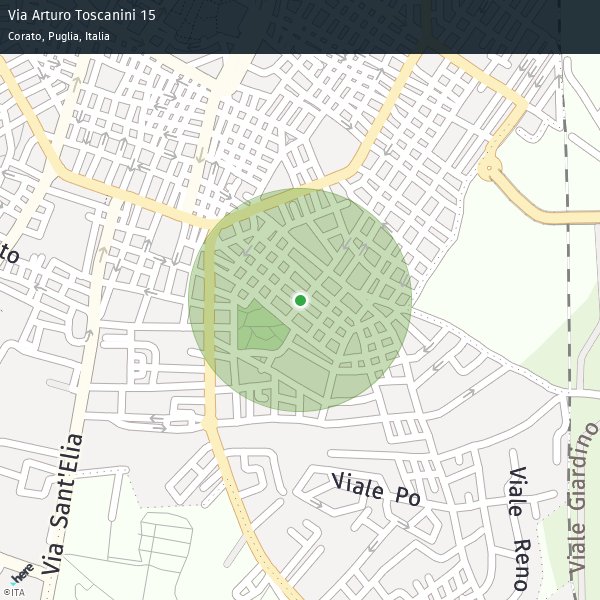 Via Arturo Toscanini 15
Corato, Puglia, Italia
to
Via Sant'Elia
Viale Po
Viale Reno
Viale Giardino
here
©ITA